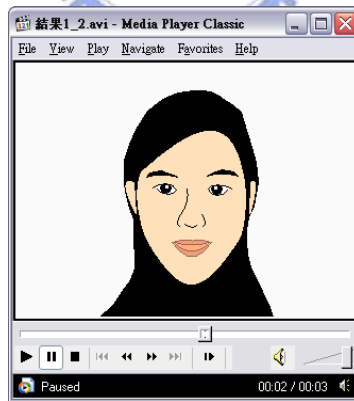 結果1_2.avi - Media Player Classic
File View Play Navigate Favorites Help
Paused 00:02 / 00:03